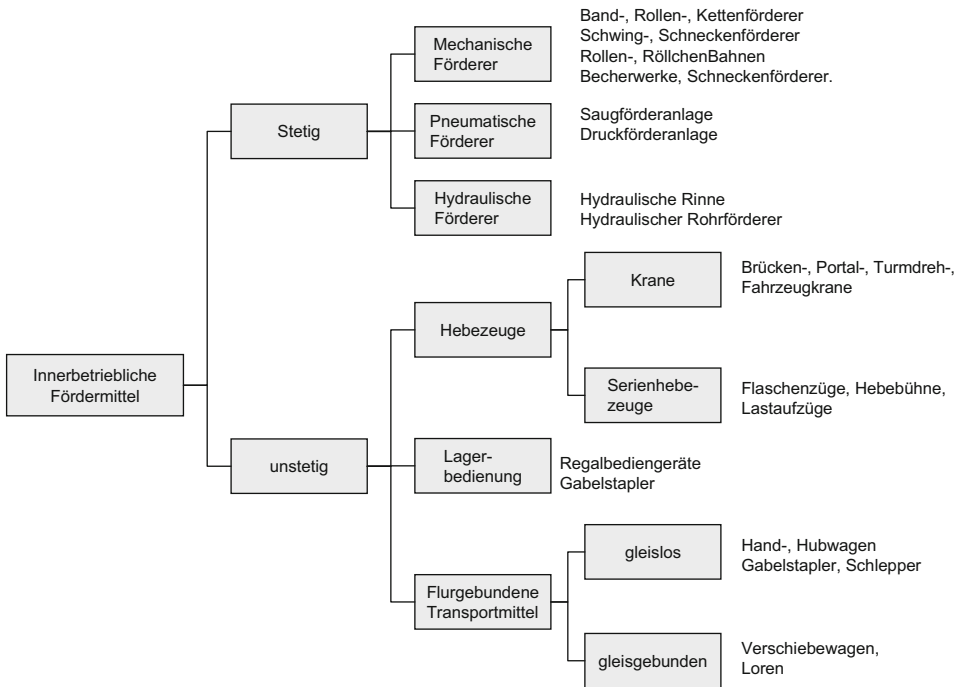 Innerbetriebliche
Fördermittel
Stetig
Mechanische
Förderer
Band-, Rollen-, Kettenförderer
Schwing-, Schneckenförderer
Rollen-, RöllchenBahnen
Becherwerke, Schneckenförderer.
Pneumatische
Förderer
Saugförderanlage
Druckförderanlage
Hydraulische
Förderer
Hydraulische Rinne
Hydraulischer Rohrförderer
unstetig
Hebezeuge
Krane
Brücken-, Portal-, Turmdreh-,
Fahrzeugkrane
Serienhebe-
zeuge
Flaschenzüge, Hebebühne,
Lastaufzüge
Lager-
bedienung
Regalbediengeräte
Gabelstapler
Flurgebundene
Transportmittel
gleislos
Hand-, Hubwagen
Gabelstapler, Schlepper
gleisgebunden
Verschiebewagen,
Loren